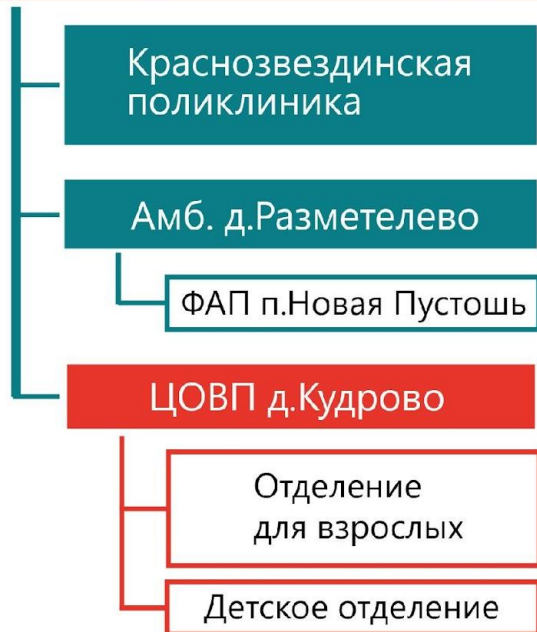 Краснозвездинская
поликлиника
Амб. д.Разметелево
ФАП п.Новая Пустошь
ЦОВП д.Кудрово
Отделение
для взрослых
Детское отделение